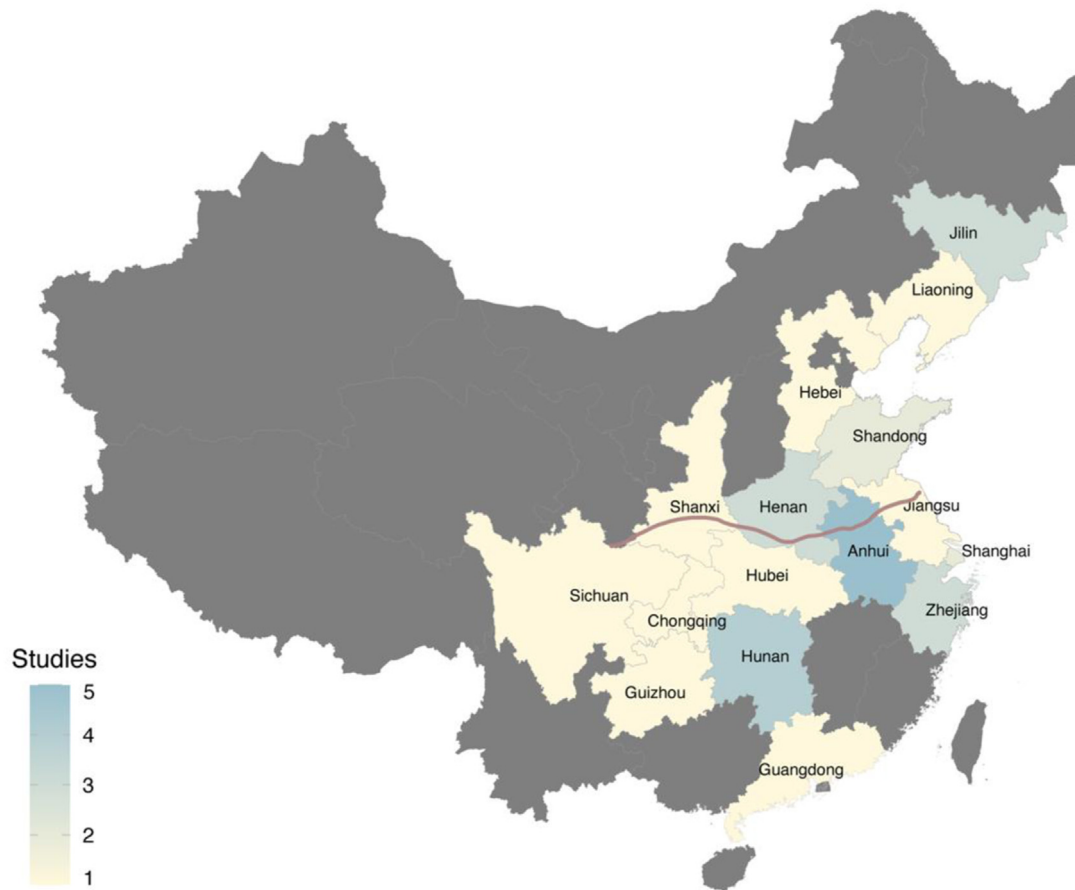 Jilin
Liaoning
Hebei
Shandong
Shanxi
Henan
Jiangsu
Anhui
Shanghai
Hubei
Sichuan
Zhejiang
Chongqing
Hunan
Guizhou
Guangdong
Studies
5
4
3
2
1